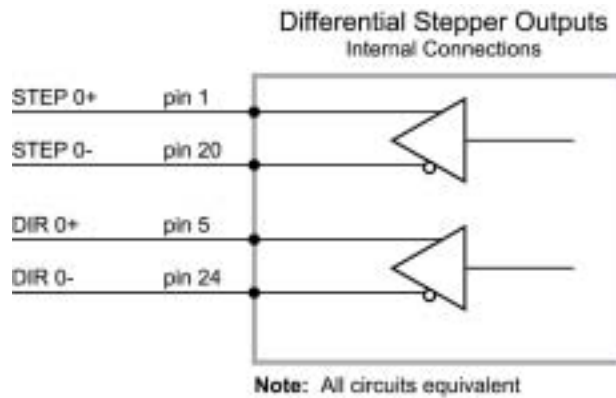 Differential Stepper Outputs
Internal Connections
STEP 0+ pin 1
STEP 0- pin 20
DIR 0+ pin 5
DIR 0- pin 24
Note: All circuits equivalent